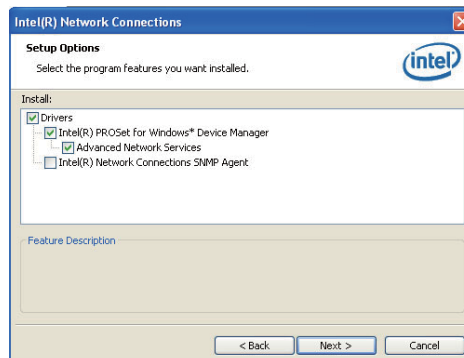 Intel(R) Network Connections
Setup Options
Select the program features you want installed.
intel
Install:
Drivers
Intel(R) PROSet for Windows* Device Manager
Advanced Network Services
Intel(R) Network Connections SNMP Agent
Feature Description
< Back
Next >
Cancel